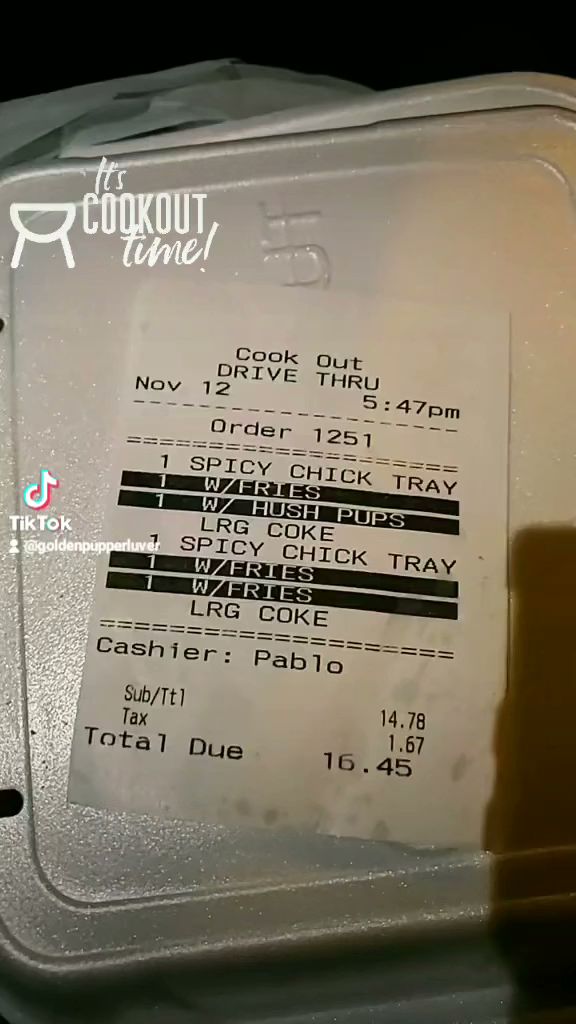 It's
COOKOUT
time!
Cook Out
DRIVE THRU
Nov 12 5:47pm
--------------------------
Order 1251
====================
1 SPICY CHICK TRAY
1 W/FRIES
1 W/ HUSH PUPS
LRG COKE
1 SPICY CHICK TRAY
1 W/FRIES
1 W/FRIES
LRG COKE
====================
Cashier: Pablo
Sub/Ttl 14.78
Tax 1.67
Total Due 16.45
TikTok
@goldenpupperluver